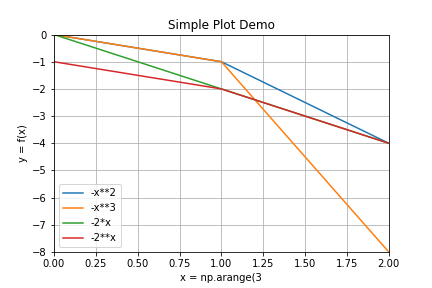 Simple Plot Demo
y = f(x)
0
-1
-2
-3
-4
-5
-6
-7
-8
-x**2
-x**3
-2*x
-2**x
0.00 0.25 0.50 0.75 1.00 1.25 1.50 1.75 2.00
x = np.arange(3